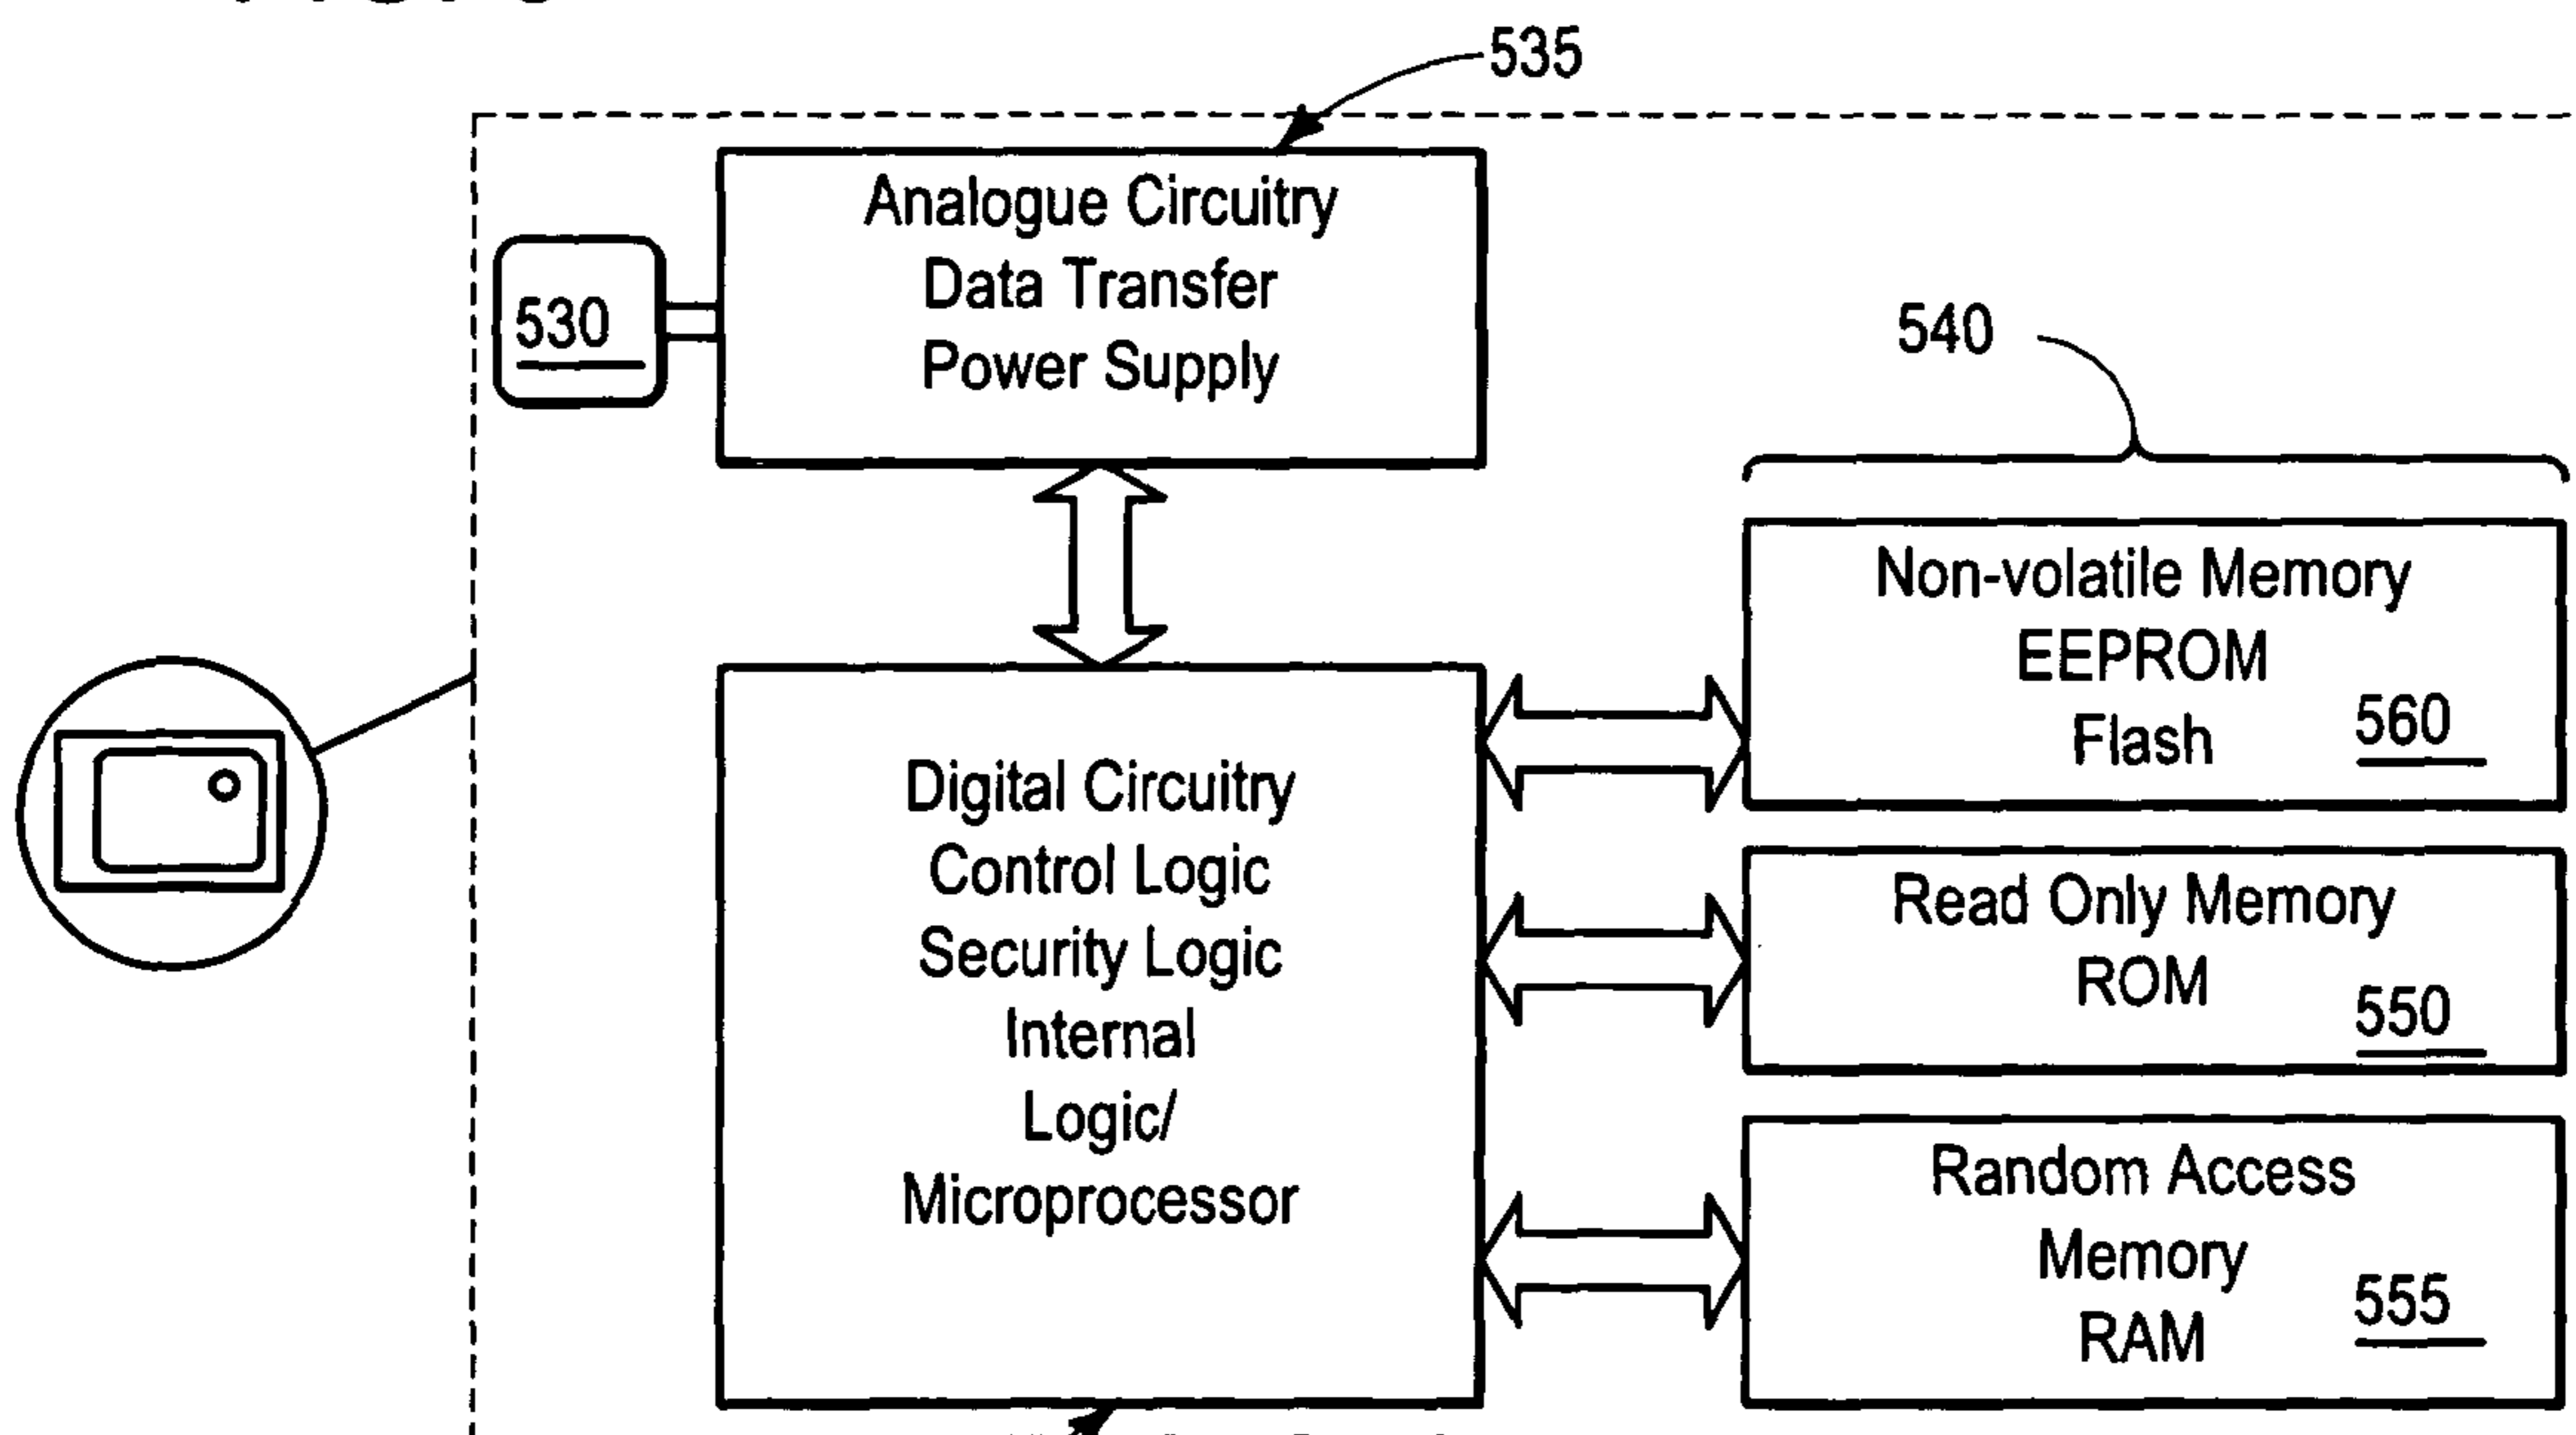 535
Analogue Circuitry
Data Transfer
Power Supply
530
540
Non-volatile Memory
EEPROM
Flash
560
Digital Circuitry
Control Logic
Security Logic
Internal
Logic/
Microprocessor
Read Only Memory
ROM
550
Random Access
Memory
RAM
555